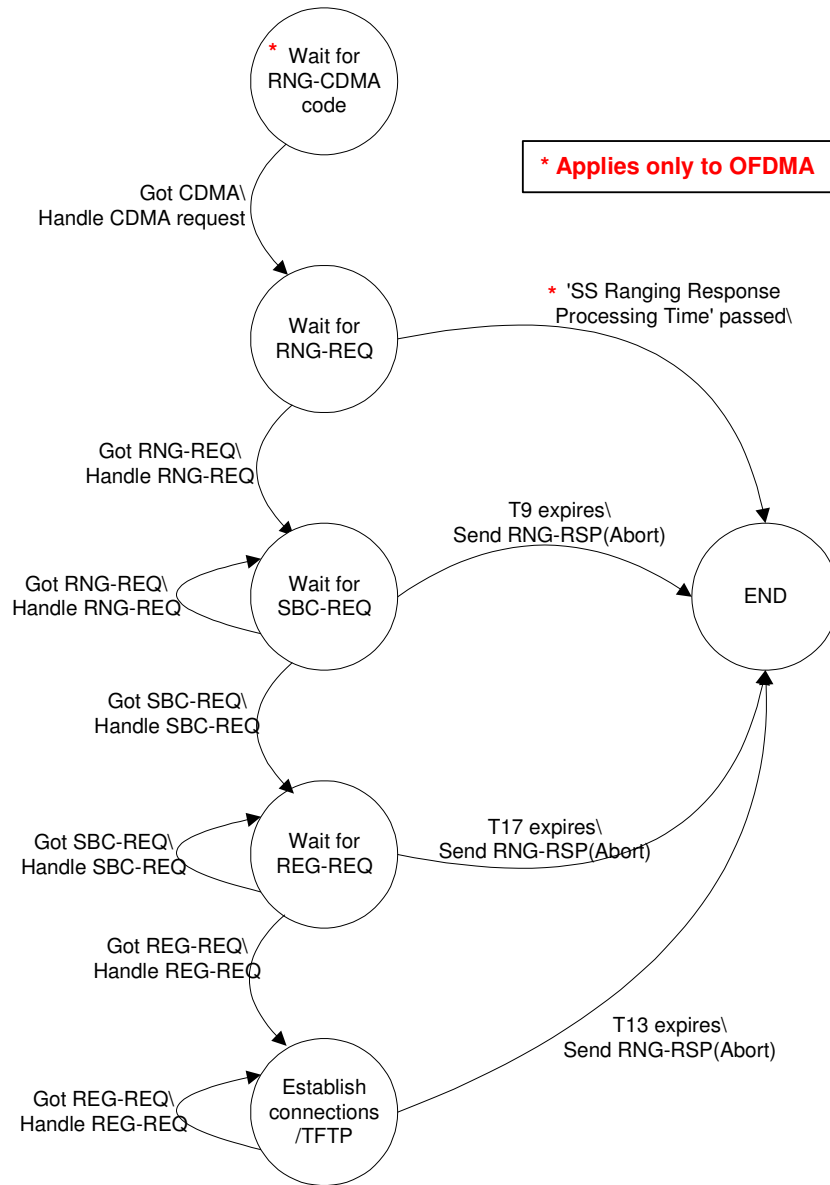 * Wait for
RNG-CDMA
code
* Applies only to OFDMA
Got CDMA\
Handle CDMA request
* 'SS Ranging Response
Processing Time' passed\
Wait for
RNG-REQ
Got RNG-REQ\
Handle RNG-REQ
T9 expires\
Send RNG-RSP(Abort)
Got RNG-REQ\
Handle RNG-REQ
Wait for
SBC-REQ
END
Got SBC-REQ\
Handle SBC-REQ
Got SBC-REQ\
Handle SBC-REQ
Wait for
REG-REQ
T17 expires\
Send RNG-RSP(Abort)
Got REG-REQ\
Handle REG-REQ
T13 expires\
Send RNG-RSP(Abort)
Got REG-REQ\
Handle REG-REQ
Establish
connections
/TFTP